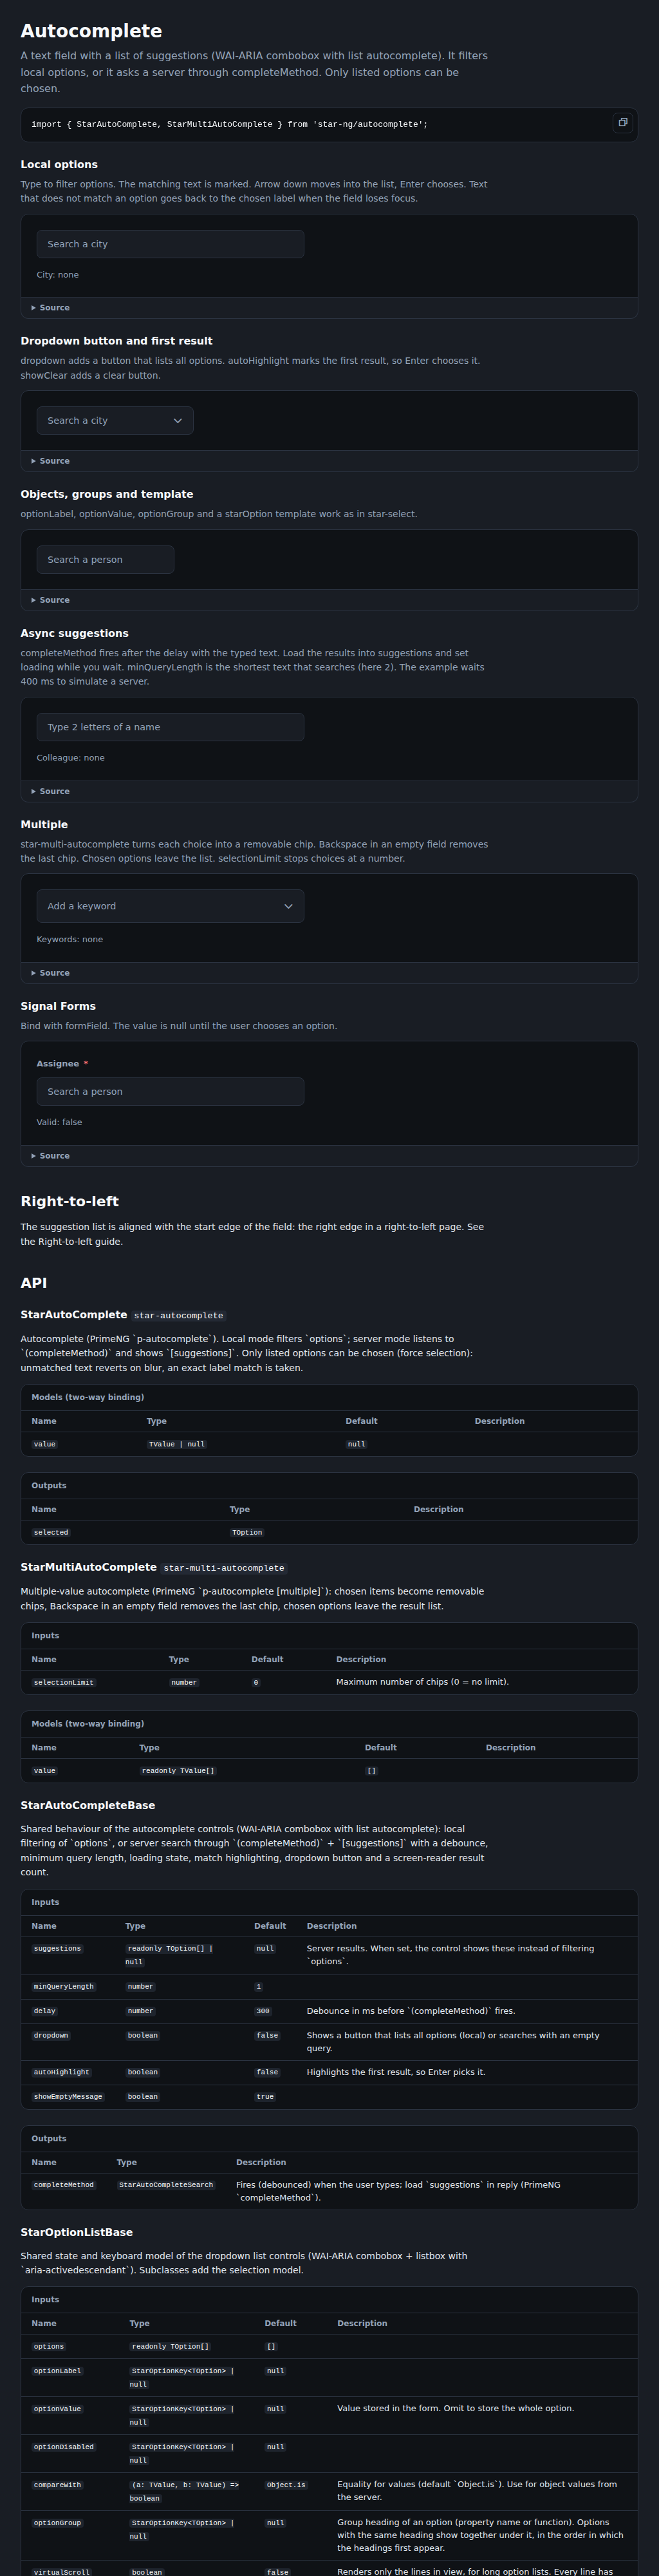 Autocomplete
A text field with a list of suggestions (WAI-ARIA combobox with list autocomplete). It filters
local options, or it asks a server through completeMethod. Only listed options can be
chosen.
import { StarAutoComplete, StarMultiAutoComplete } from 'star-ng/autocomplete';
Local options
Type to filter options. The matching text is marked. Arrow down moves into the list, Enter chooses. Text
that does not match an option goes back to the chosen label when the field loses focus.
Search a city
City: none
Source
Dropdown button and first result
dropdown adds a button that lists all options. autoHighlight marks the first result, so Enter chooses it.
showClear adds a clear button.
Search a city
Source
Objects, groups and template
optionLabel, optionValue, optionGroup and a starOption template work as in star-select.
Search a person
Source
Async suggestions
completeMethod fires after the delay with the typed text. Load the results into suggestions and set
loading while you wait. minQueryLength is the shortest text that searches (here 2). The example waits
400 ms to simulate a server.
Type 2 letters of a name
Colleague: none
Source
Multiple
star-multi-autocomplete turns each choice into a removable chip. Backspace in an empty field removes
the last chip. Chosen options leave the list. selectionLimit stops choices at a number.
Add a keyword
Keywords: none
Source
Signal Forms
Bind with formField. The value is null until the user chooses an option.
Assignee *
Search a person
Valid: false
Source
Right-to-left
The suggestion list is aligned with the start edge of the field: the right edge in a right-to-left page. See
the Right-to-left guide.
API
StarAutoComplete star-autocomplete
Autocomplete (PrimeNG `p-autocomplete`). Local mode filters `options`; server mode listens to
`(completeMethod)` and shows `[suggestions]`. Only listed options can be chosen (force selection):
unmatched text reverts on blur, an exact label match is taken.
Models (two-way binding)
Name Type Default Description
value TValue | null null
Outputs
Name Type Description
selected TOption
StarMultiAutoComplete star-multi-autocomplete
Multiple-value autocomplete (PrimeNG `p-autocomplete [multiple]`): chosen items become removable
chips, Backspace in an empty field removes the last chip, chosen options leave the result list.
Inputs
Name Type Default Description
selectionLimit number 0 Maximum number of chips (0 = no limit).
Models (two-way binding)
Name Type Default Description
value readonly TValue[] []
StarAutoCompleteBase
Shared behaviour of the autocomplete controls (WAI-ARIA combobox with list autocomplete): local
filtering of `options`, or server search through `(completeMethod)` + `[suggestions]` with a debounce,
minimum query length, loading state, match highlighting, dropdown button and a screen-reader result
count.
Inputs
Name Type Default Description
suggestions readonly TOption[] | null Server results. When set, the control shows these instead of filtering
null `options`.
minQueryLength number 1
delay number 300 Debounce in ms before `(completeMethod)` fires.
dropdown boolean false Shows a button that lists all options (local) or searches with an empty
query.
autoHighlight boolean false Highlights the first result, so Enter picks it.
showEmptyMessage boolean true
Outputs
Name Type Description
completeMethod StarAutoCompleteSearch Fires (debounced) when the user types; load `suggestions` in reply (PrimeNG
`completeMethod`).
StarOptionListBase
Shared state and keyboard model of the dropdown list controls (WAI-ARIA combobox + listbox with
`aria-activedescendant`). Subclasses add the selection model.
Inputs
Name Type Default Description
options readonly TOption[] []
optionLabel StarOptionKey<TOption> | null
null
optionValue StarOptionKey<TOption> | null Value stored in the form. Omit to store the whole option.
null
optionDisabled StarOptionKey<TOption> | null
null
compareWith (a: TValue, b: TValue) => Object.is Equality for values (default `Object.is`). Use for object values from
boolean the server.
optionGroup StarOptionKey<TOption> | null Group heading of an option (property name or function). Options
null with the same heading show together under it, in the order in which
the headings first appear.
virtualScroll boolean false Renders only the lines in view, for long option lists. Every line has